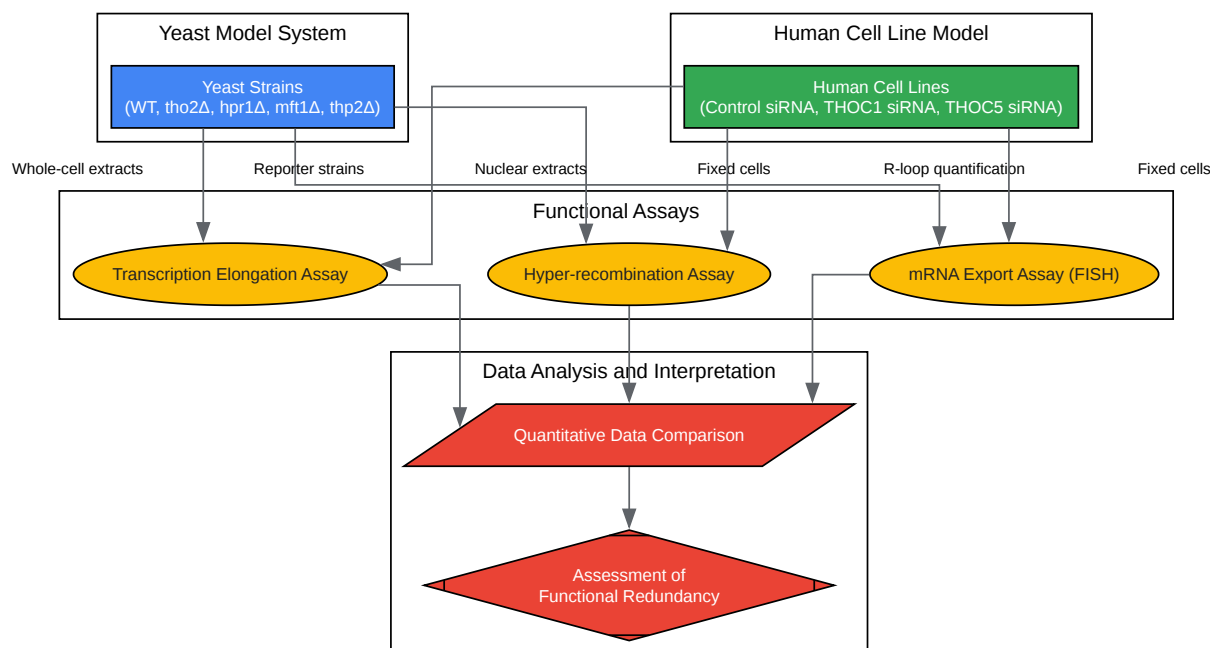 Yeast Model System
Human Cell Line Model
Yeast Strains
(WT, tho2Δ, hpr1Δ, mft1Δ, thp2Δ)
Human Cell Lines
(Control siRNA, THOC1 siRNA, THOC5 siRNA)
Whole-cell extracts
Reporter strains
Nuclear extracts
Fixed cells
R-loop quantification
Fixed cells
Functional Assays
Transcription Elongation Assay
Hyper-recombination Assay
mRNA Export Assay (FISH)
Data Analysis and Interpretation
Quantitative Data Comparison
Assessment of
Functional Redundancy